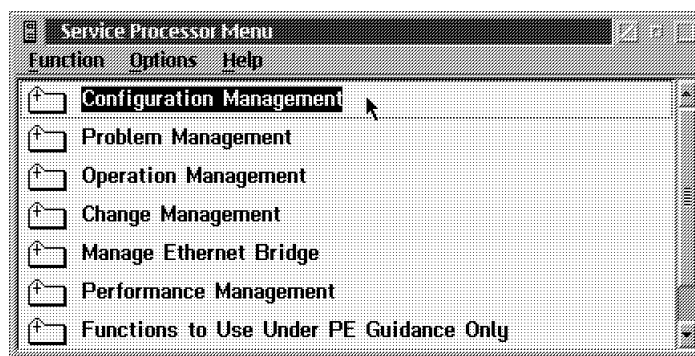 Service Processor Menu
Function Options Help
Configuration Management
Problem Management
Operation Management
Change Management
Manage Ethernet Bridge
Performance Management
Functions to Use Under PE Guidance Only